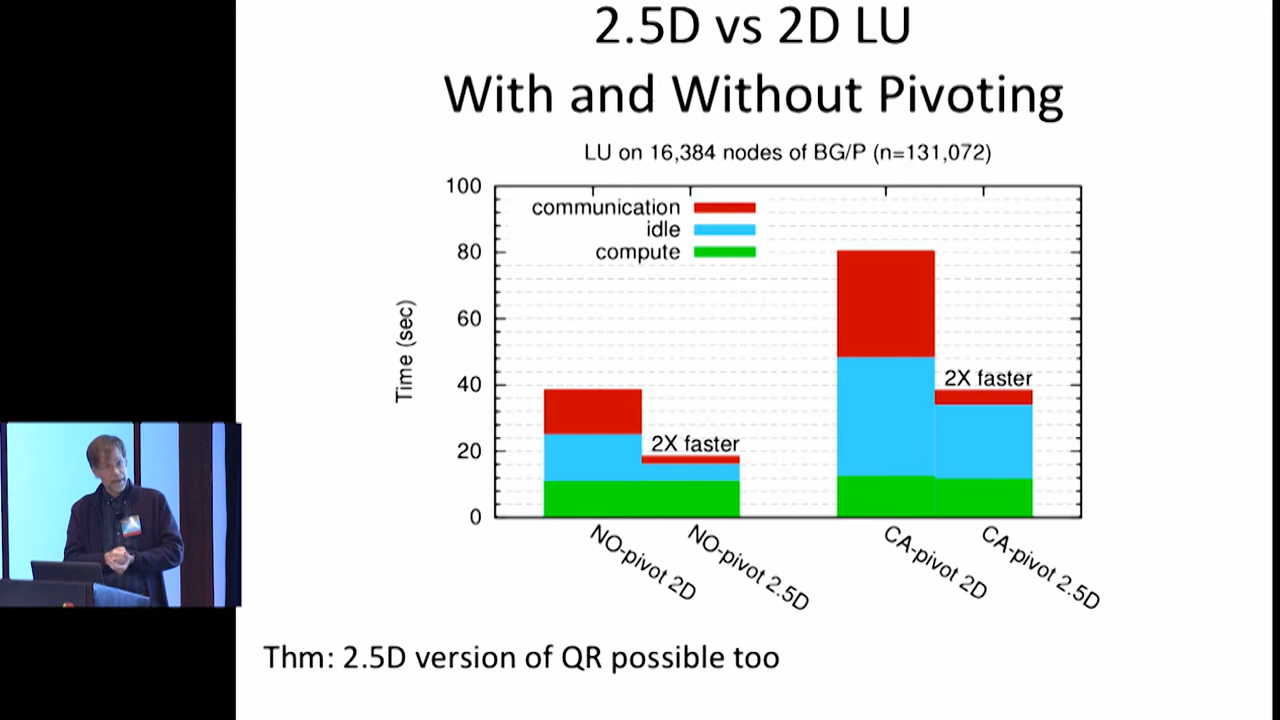 2.5D vs 2D LU
With and Without Pivoting
LU on 16,384 nodes of BG/P (n=131,072)
100
80
60
40
20
0
Time (sec)
communication
idle
compute
2X faster
2X faster
NO-pivot 2D
NO-pivot 2.5D
CA-pivot 2D
CA-pivot 2.5D
Thm: 2.5D version of QR possible too